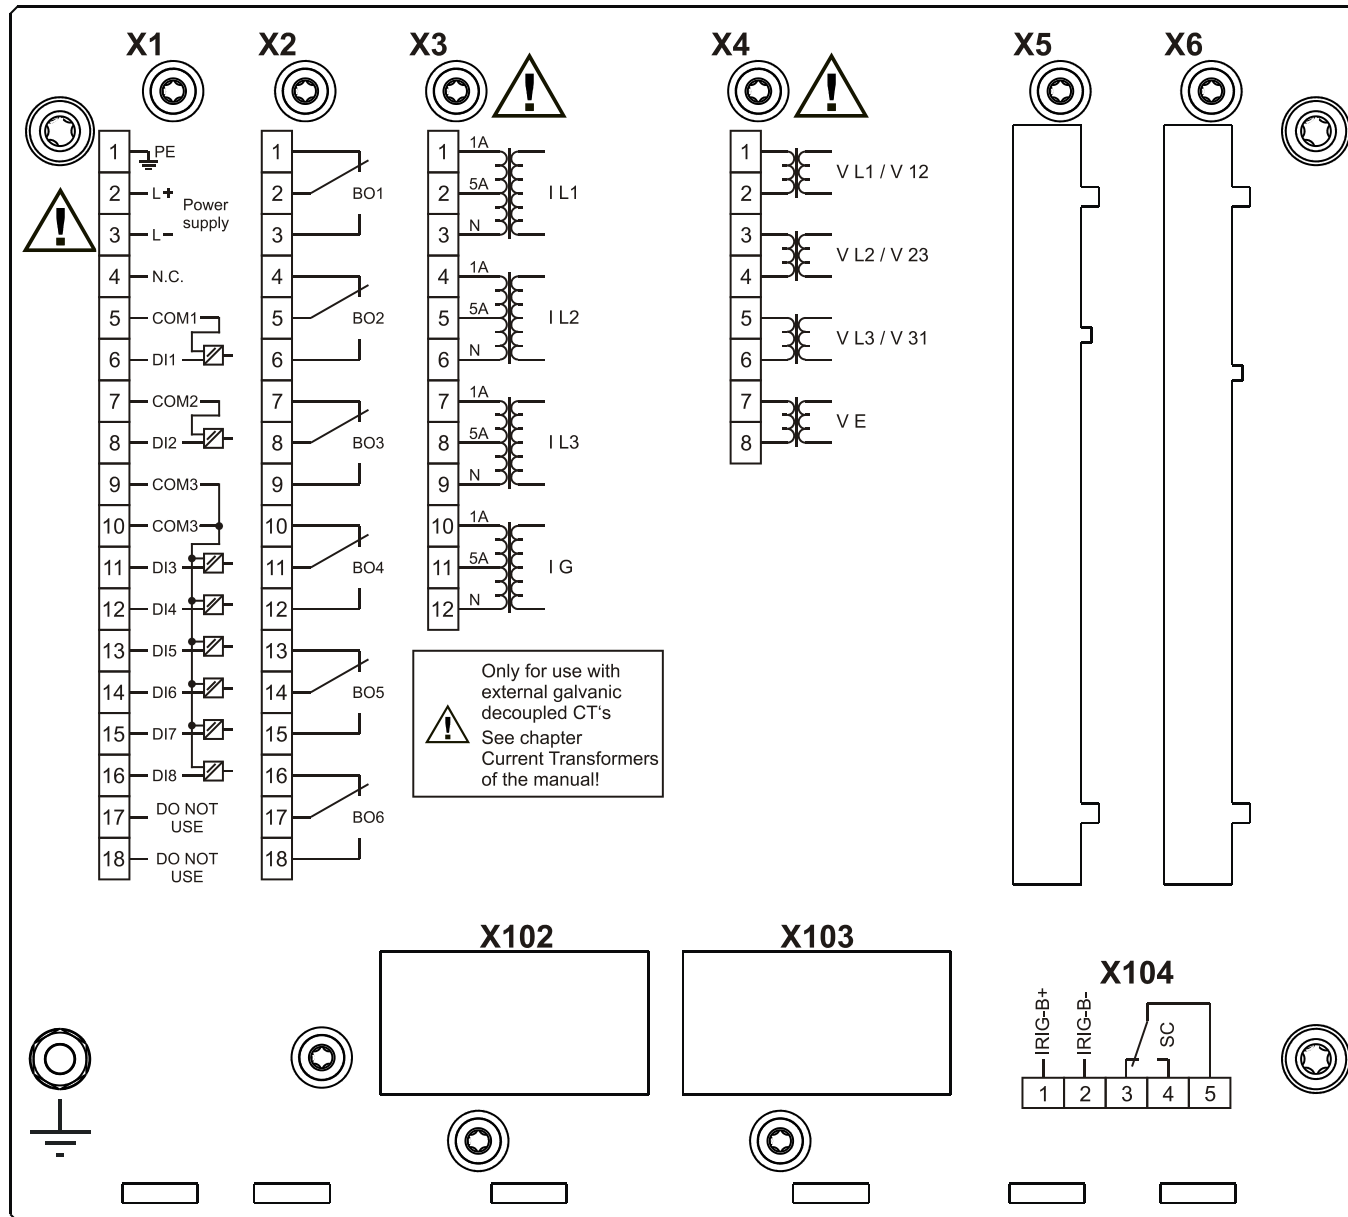 X1
X2
X3
X4
X5
X6
1 PE
2 L+
3 L-
Power
supply
4 N.C.
5 COM1
6 DI1
7 COM2
8 DI2
9 COM3
10 COM3
11 DI3
12 DI4
13 DI5
14 DI6
15 DI7
16 DI8
17 DO NOT
USE
18 DO NOT
USE
1
2 BO1
3
4
5 BO2
6
7
8 BO3
9
10
11 BO4
12
13
14 BO5
15
16
17 BO6
18
1 1A
2 5A I L1
3 N
4 1A
5 5A I L2
6 N
7 1A
8 5A I L3
9 N
10 1A
11 5A I G
12 N
Only for use with
external galvanic
decoupled CT's
See chapter
Current Transformers
of the manual!
1
V L1 / V 12
2
3
V L2 / V 23
4
5
V L3 / V 31
6
7
V E
8
X102
X103
X104
IRIG-B+
IRIG-B-
SC
1 2 3 4 5